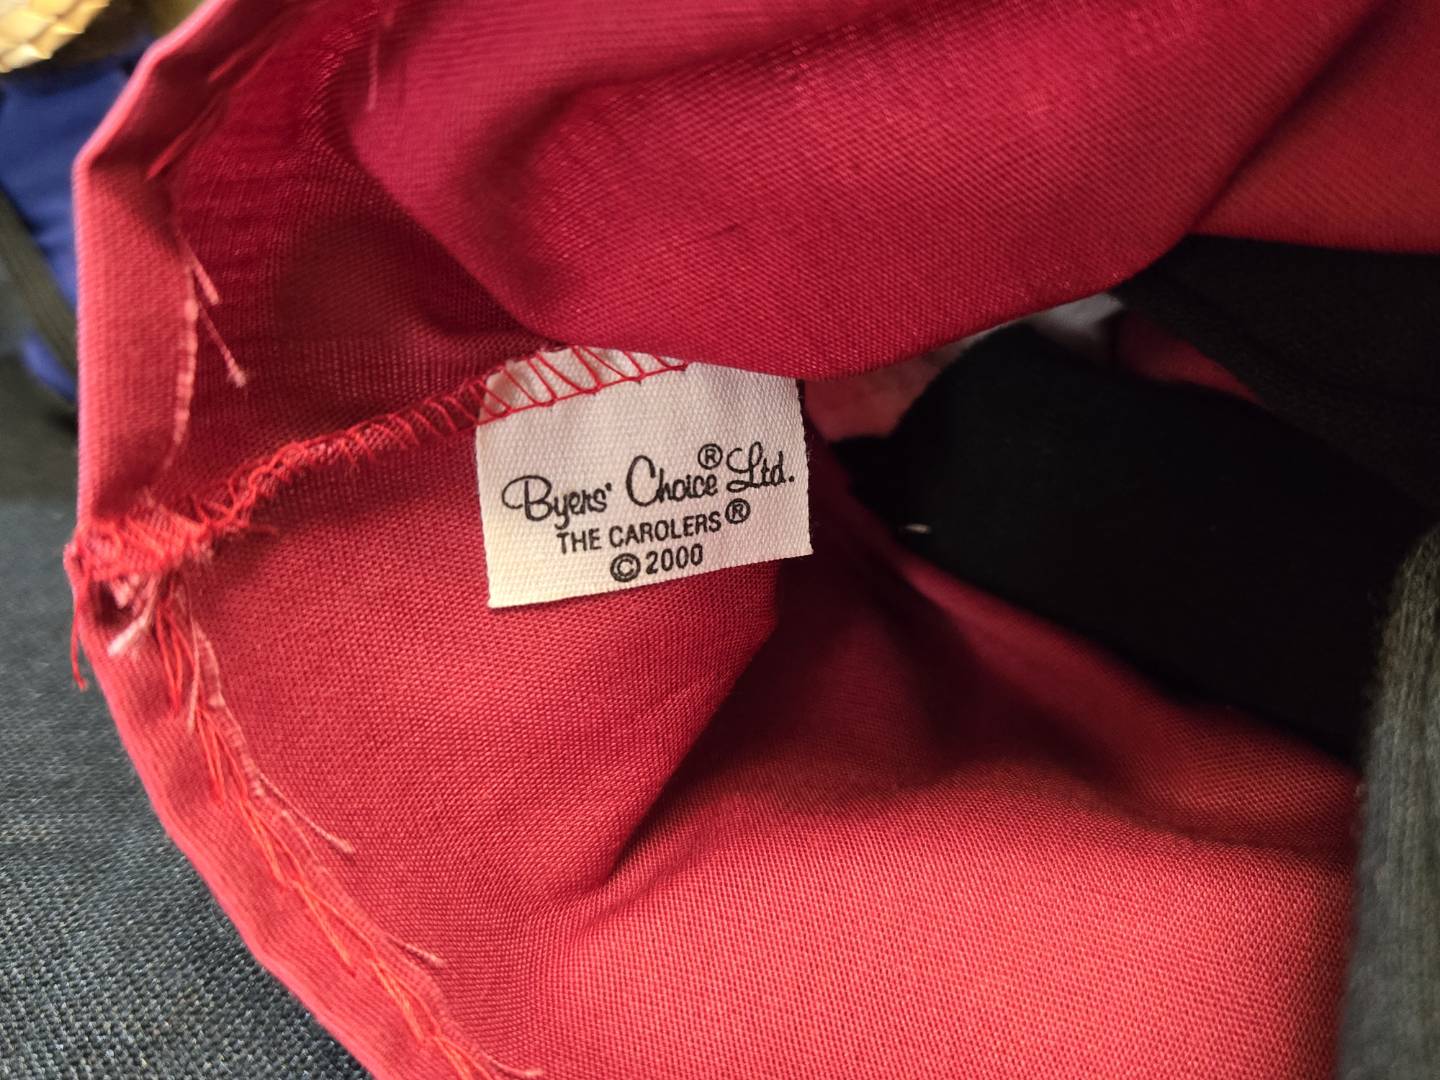 Byers' Choice® Ltd.
THE CAROLERS®
©2000